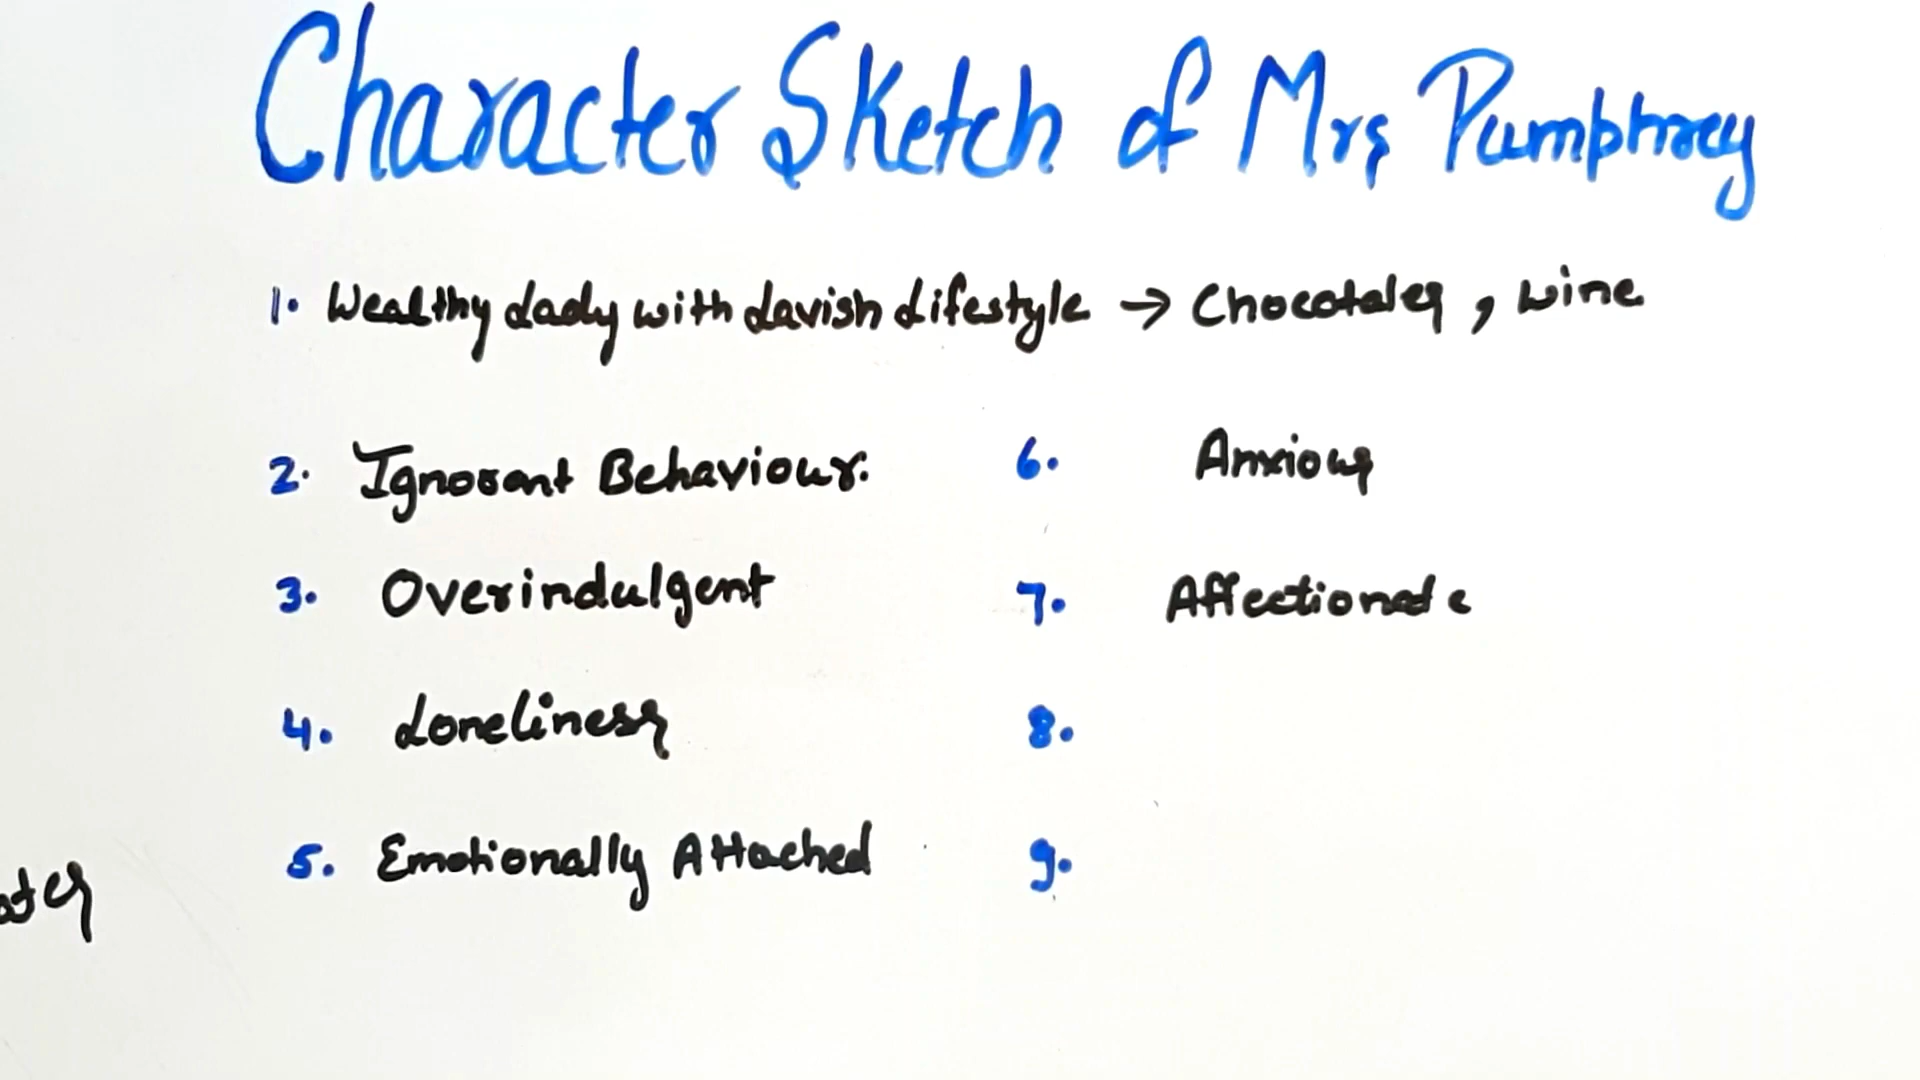 Character Sketch of Mrs Pumphrey
1. Wealthy Lady with Lavish Lifestyle → Chocotales, wine
2. Ignorant Behaviour.
3. Overindulgent
4. Loneliness
5. Emotionally Attached
6. Anxious
7. Affectionate
8.
9.